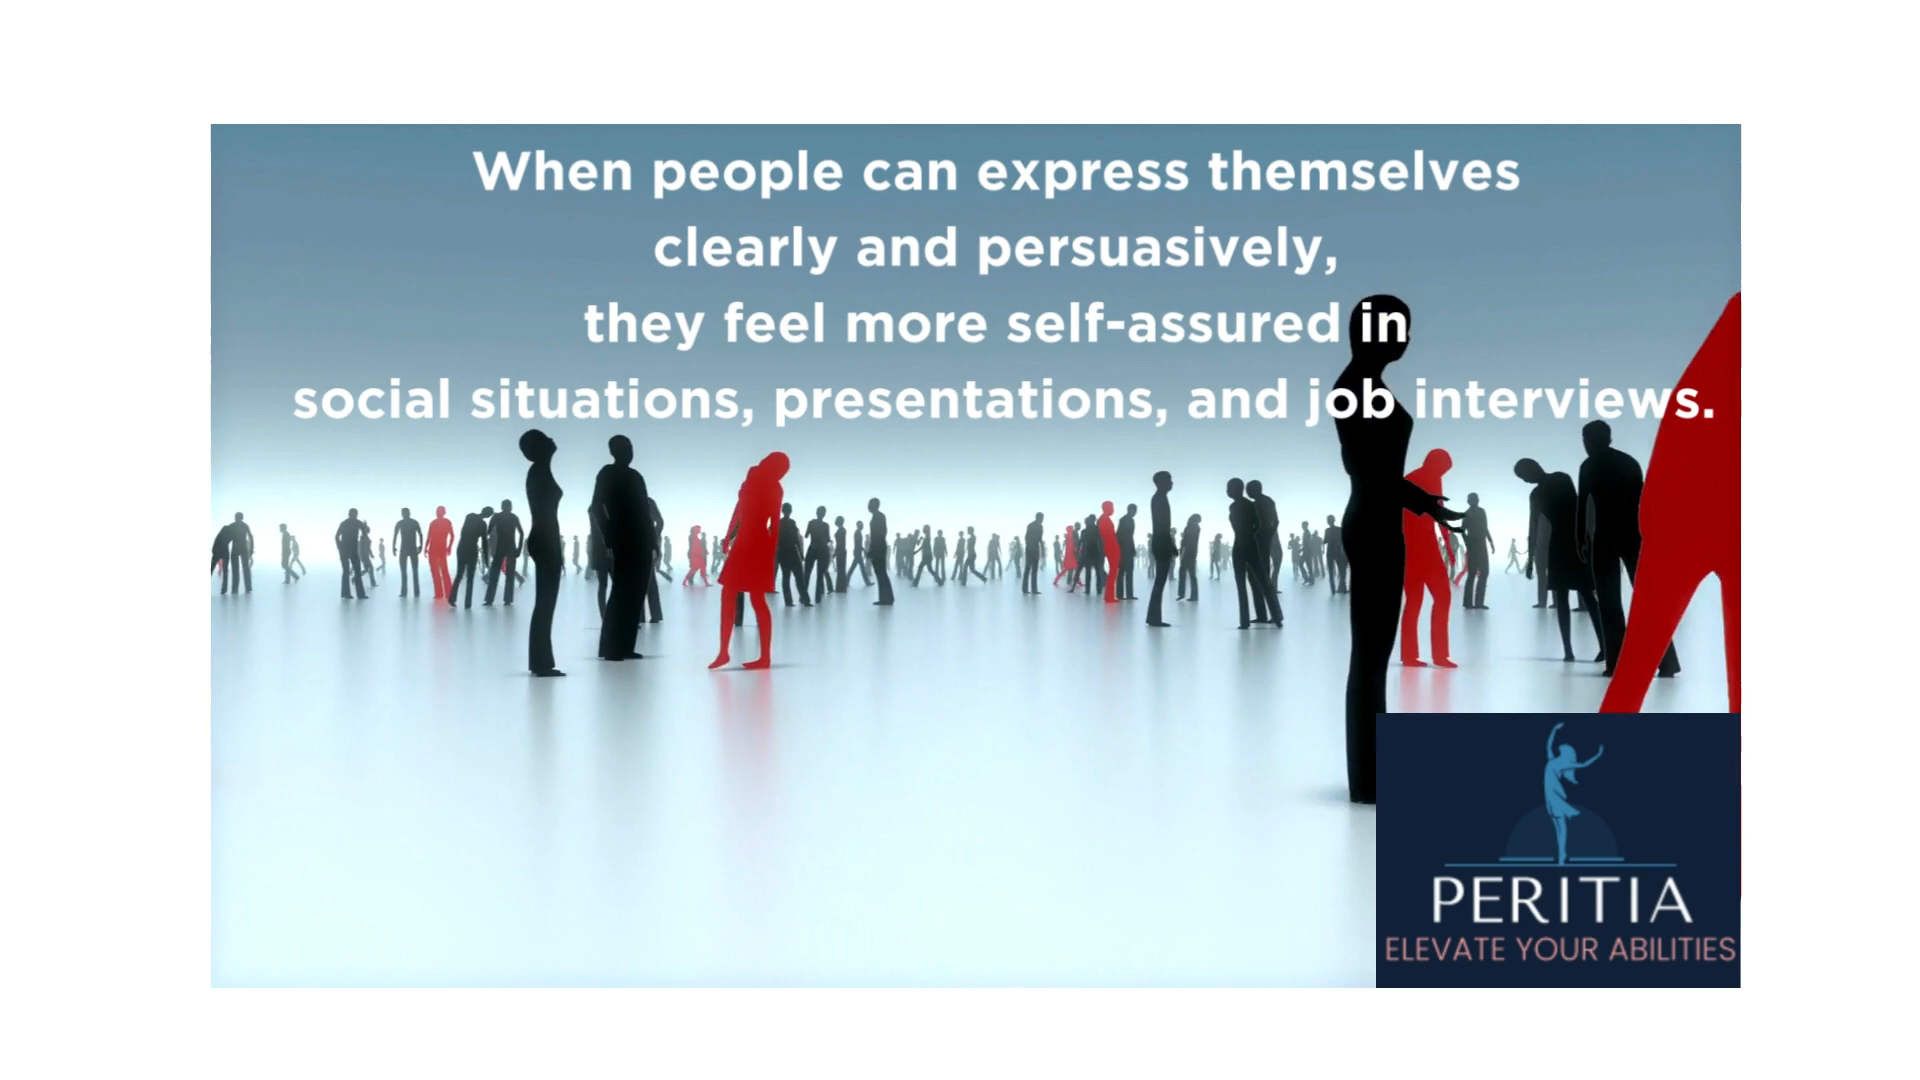 When people can express themselves
clearly and persuasively,
they feel more self-assured in
social situations, presentations, and job interviews.
PERITIA
ELEVATE YOUR ABILITIES